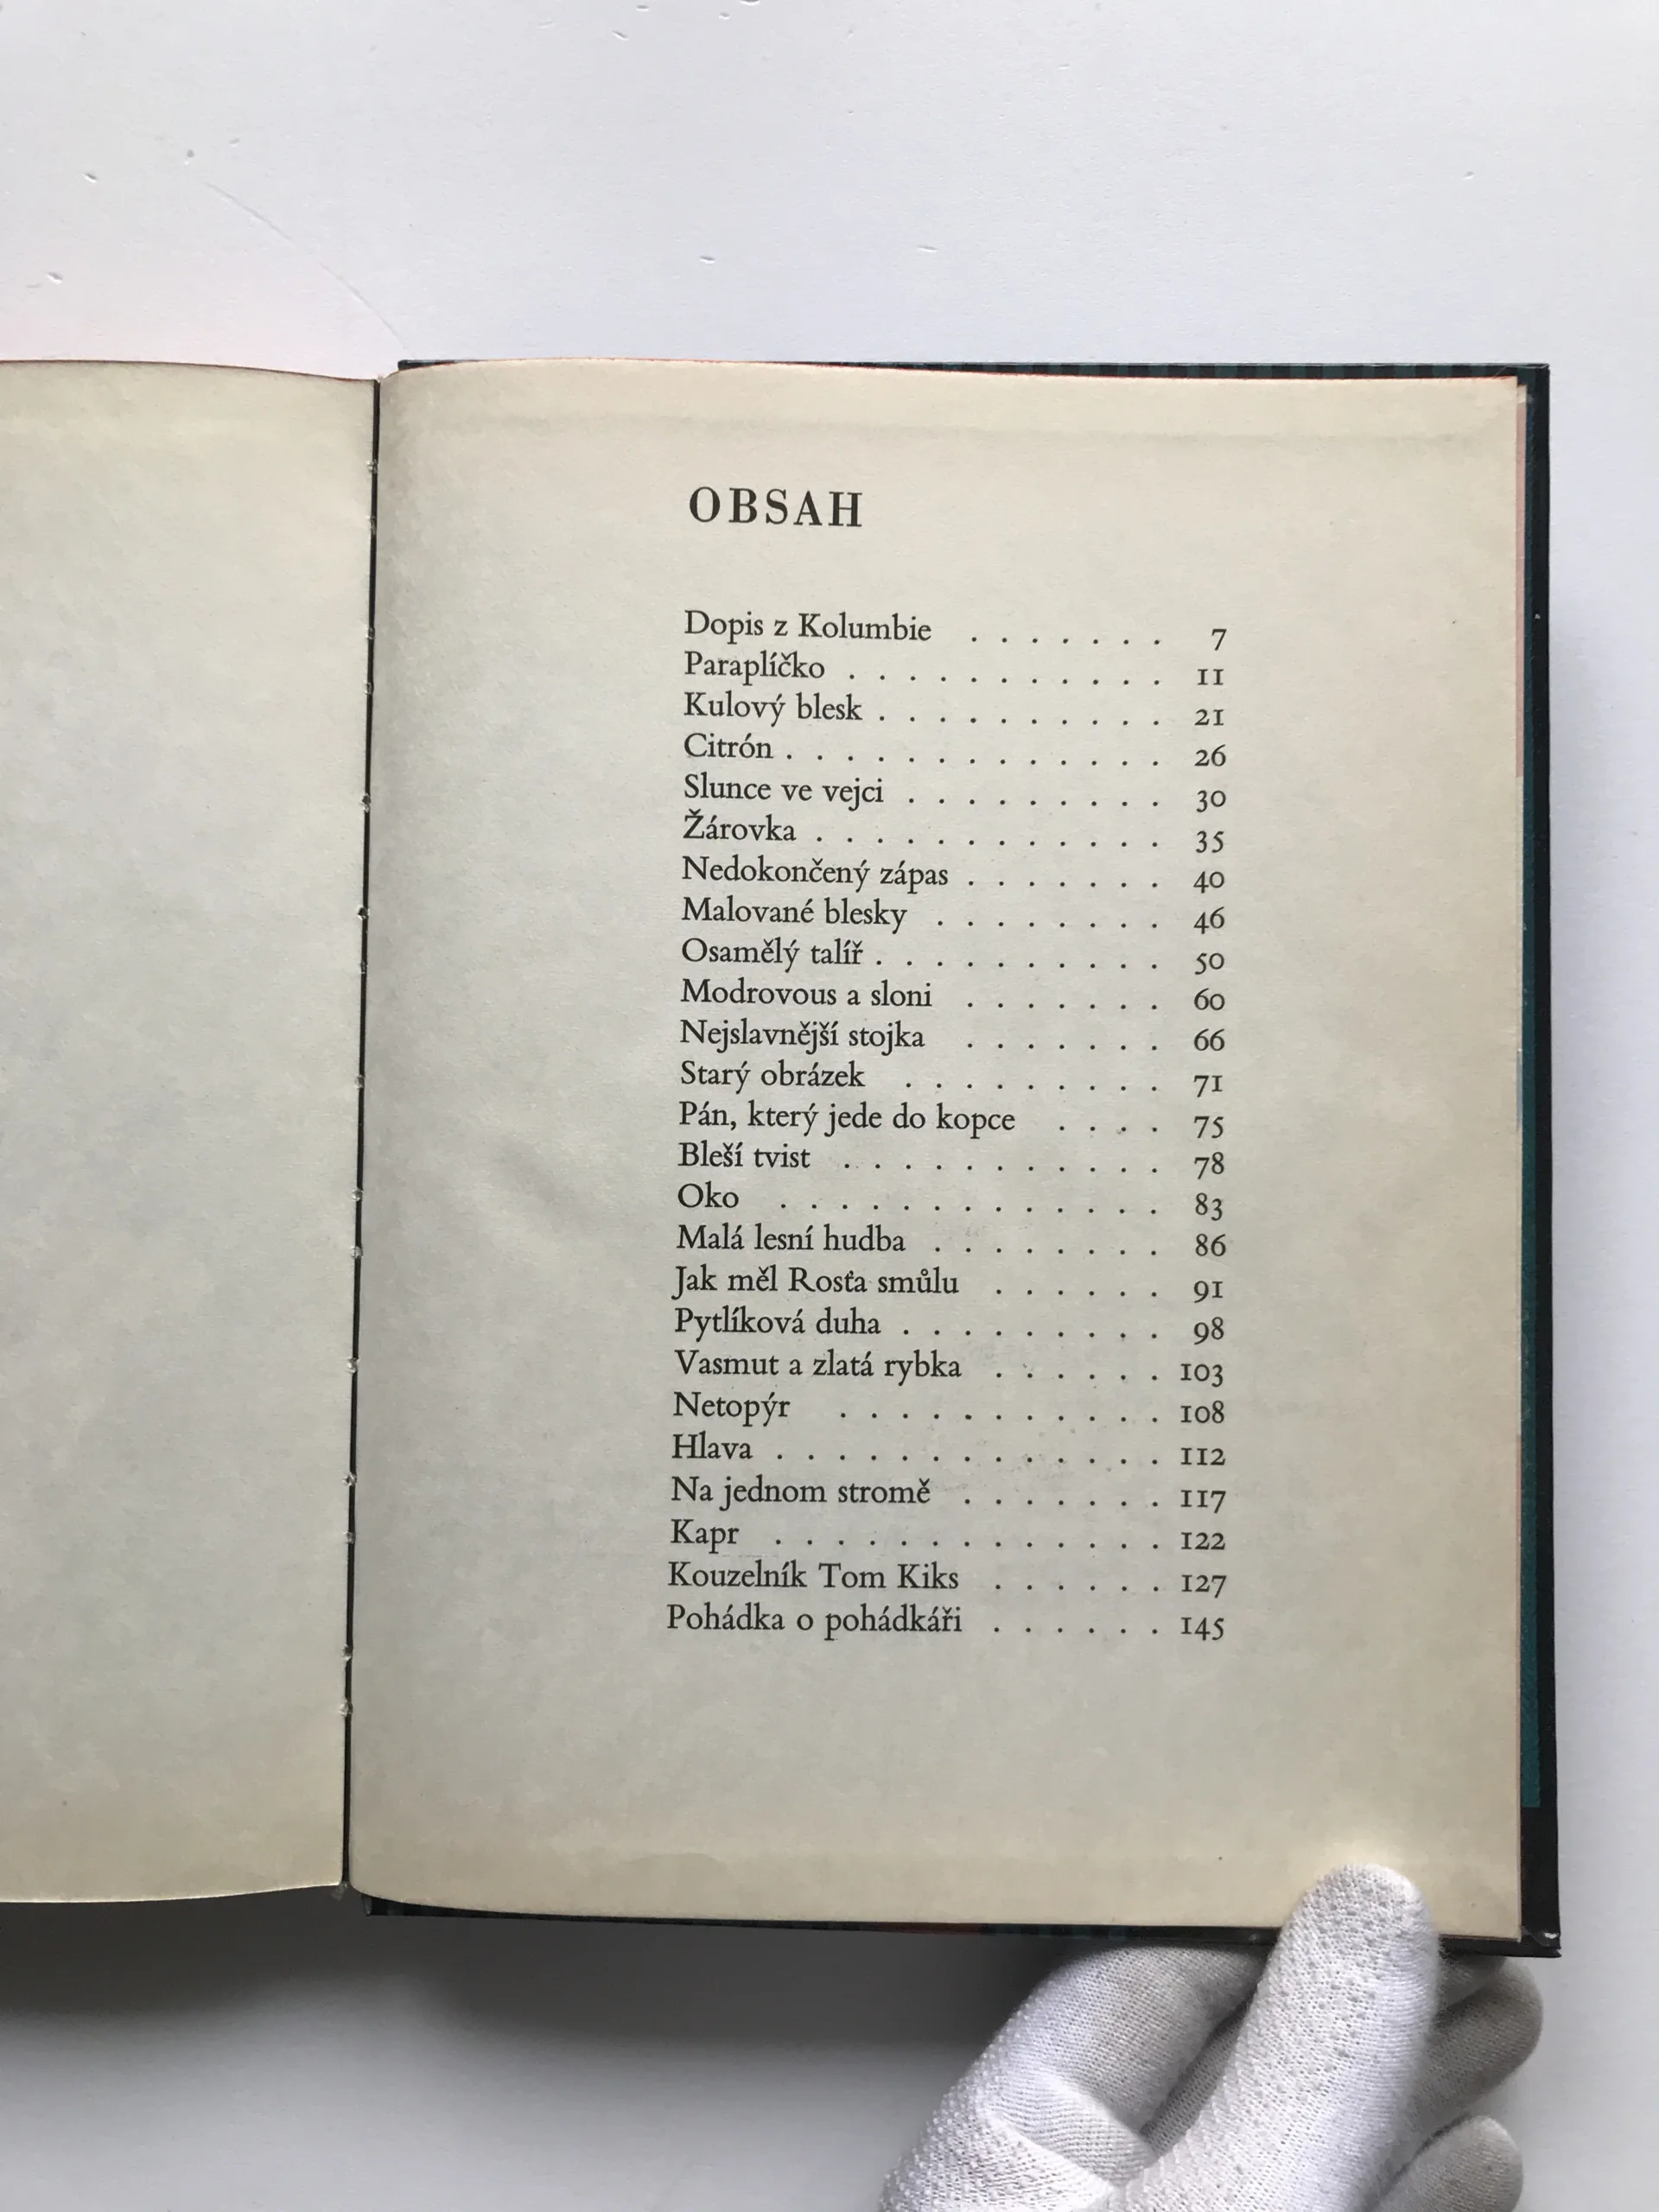 OBSAH
Dopis z Kolumbie . . . . . . . 7
Paraplíčko . . . . . . . . . . . 11
Kulový blesk . . . . . . . . . . 21
Citrón . . . . . . . . . . . . . 26
Slunce ve vejci . . . . . . . . . 30
Žárovka . . . . . . . . . . . . 35
Nedokončený zápas . . . . . . . 40
Malované blesky . . . . . . . . 46
Osamělý talíř . . . . . . . . . . 50
Modrovous a sloni . . . . . . . 60
Nejslavnější stojka . . . . . . . 66
Starý obrázek . . . . . . . . . 71
Pán, který jede do kopce . . . . 75
Bleší tvist . . . . . . . . . . . 78
Oko . . . . . . . . . . . . . 83
Malá lesní hudba . . . . . . . . 86
Jak měl Rosťa smůlu . . . . . . 91
Pytlíková duha . . . . . . . . . 98
Vasmut a zlatá rybka . . . . . . 103
Netopýr . . . . . . . . . . . 108
Hlava . . . . . . . . . . . . . 112
Na jednom stromě . . . . . . . 117
Kapr . . . . . . . . . . . . . 122
Kouzelník Tom Kiks . . . . . . 127
Pohádka o pohádkáři . . . . . . 145